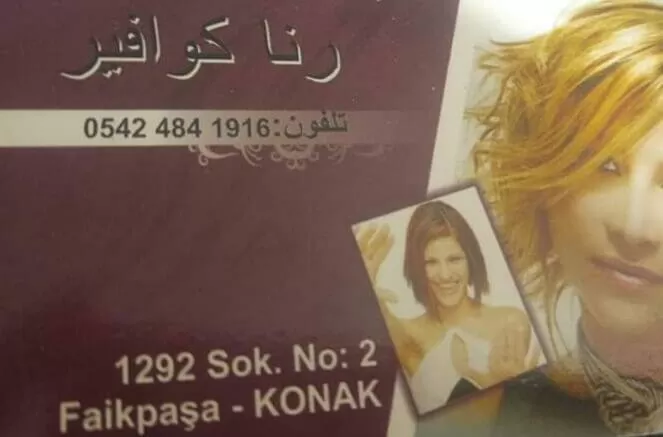 رنا كوافير
تلفون:0542 484 1916
1292 Sok. No: 2
Faikpaşa - KONAK